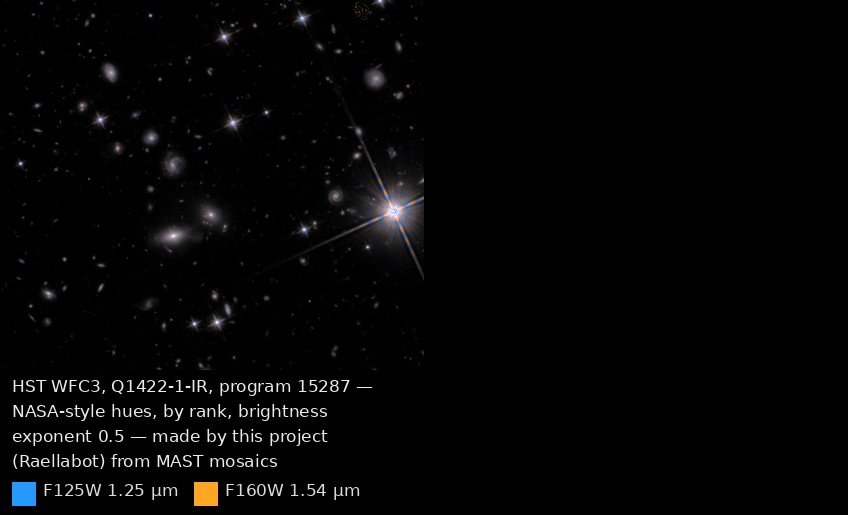 HST WFC3, Q1422-1-IR, program 15287 —
NASA-style hues, by rank, brightness
exponent 0.5 — made by this project
(Raellabot) from MAST mosaics
F125W 1.25 µm F160W 1.54 µm